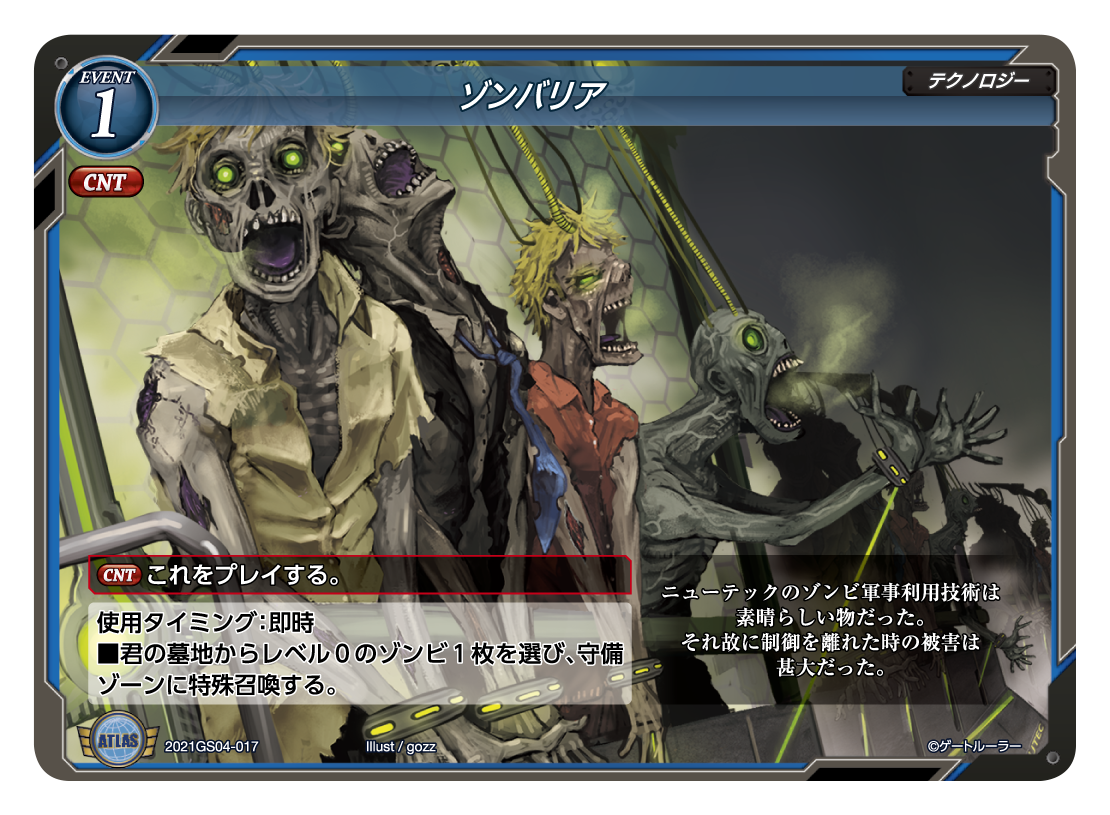 EVENT
1
ゾンバリア
テクノロジー
CNT
CNT これをプレイする。
使用タイミング:即時
■君の墓地からレベル０のゾンビ１枚を選び、守備
ゾーンに特殊召喚する。
ニューテックのゾンビ軍事利用技術は
素晴らしい物だった。
それ故に制御を離れた時の被害は
甚大だった。
ATLAS
2021GS04-017
Illust / gozz
©ゲートルーラー